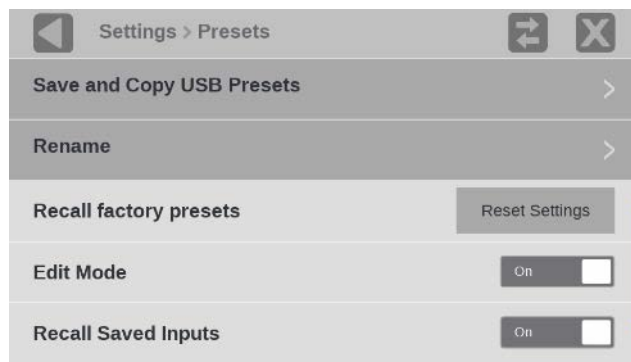 Settings > Presets
Save and Copy USB Presets
Rename
Recall factory presets
Reset Settings
Edit Mode
On
Recall Saved Inputs
On